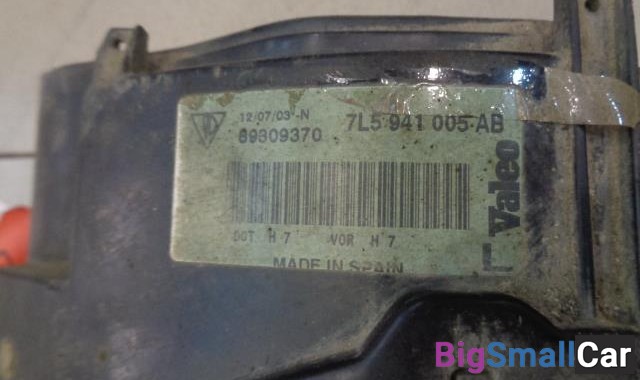 12/07/03 -N
89309370 7L5 941 005 AB
DOT H 7 VOR H 7
MADE IN SPAIN
Valeo
L
BigSmallCar